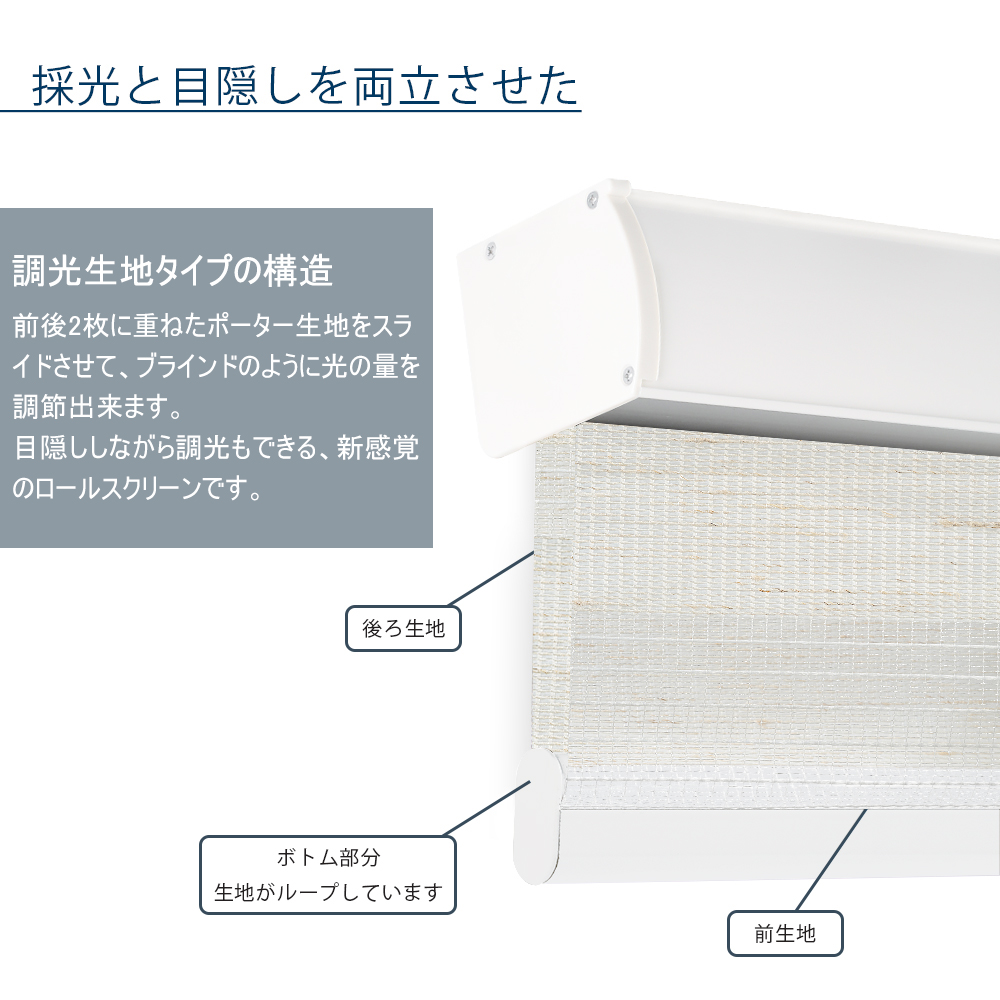 採光と目隠しを両立させた
調光生地タイプの構造
前後2枚に重ねたポーター生地をスラ
イドさせて、ブラインドのように光の量を
調節出来ます。
目隠ししながら調光もできる、新感覚
のロールスクリーンです。
後ろ生地
ボトム部分
生地がループしています
前生地